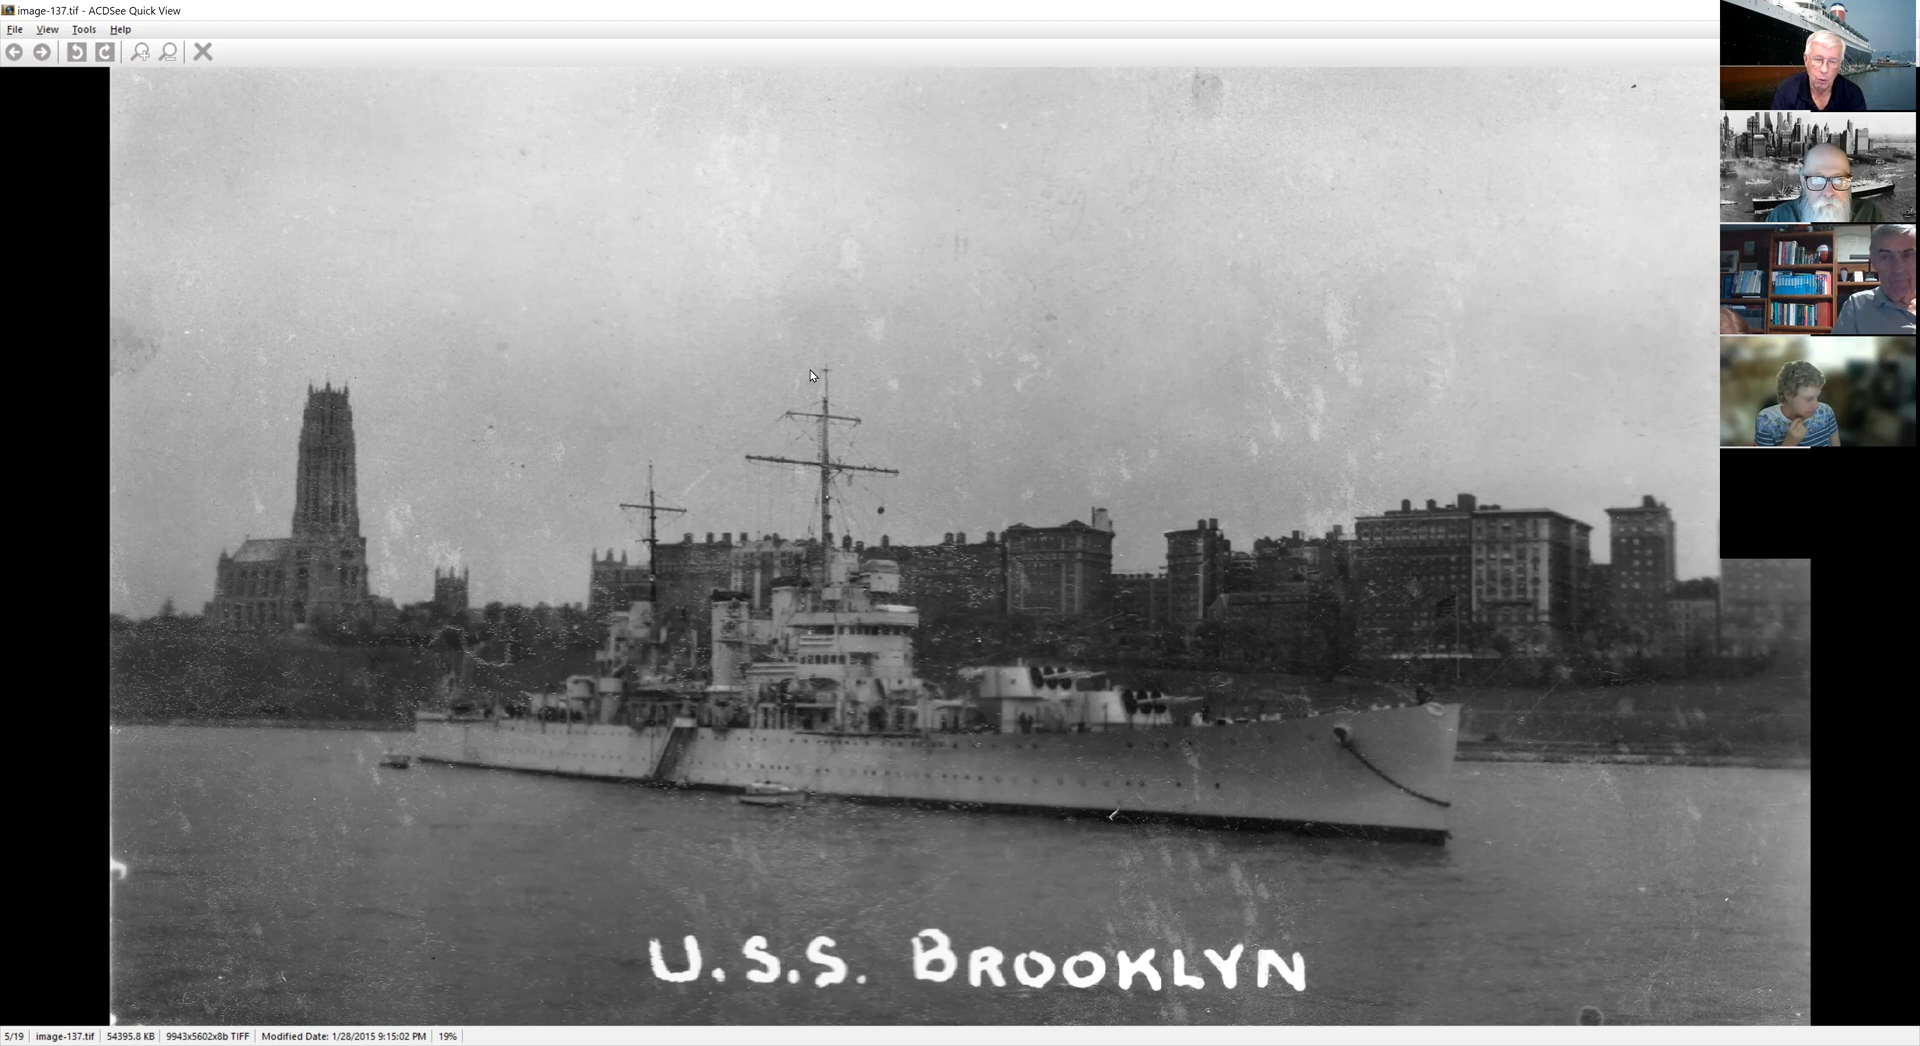 image-137.tif - ACDSee Quick View
File View Tools Help
U.S.S. BROOKLYN
5/19 image-137.tif 54395.8 KB 9943x5602x8b TIFF Modified Date: 1/28/2015 9:15:02 PM 19%